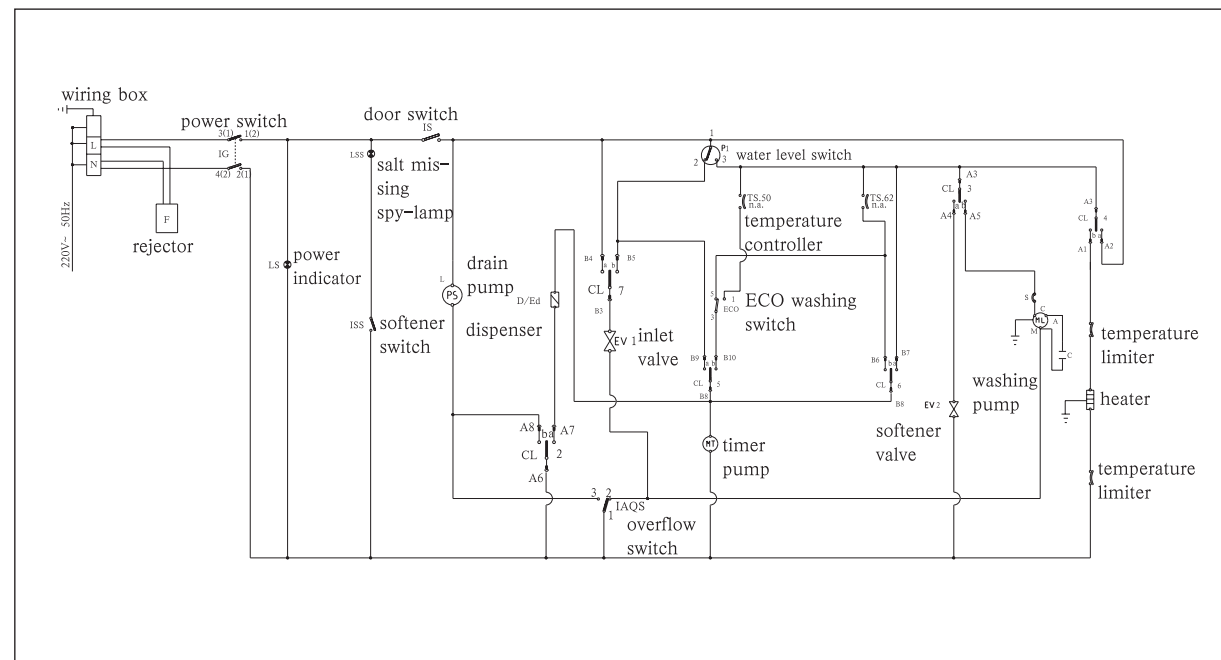 wiring box
power switch
3(1) 1(2)
IG
4(2) 2(1)
L
N
F
rejector
220V~ 50Hz
door switch
IS
LSS
salt mis-
sing
spy-lamp
LS
power
indicator
ISS
softener
switch
L
PS
drain
pump
D/Ed
dispenser
A8
b a
A7
CL 2
A6
B4
a b
B5
CL 7
B3
EV 1
inlet
valve
3 2
1
IAQS
overflow
switch
1
P1
2 3
water level switch
TS.50
n.a.
temperature
controller
5
1
ECO
3
ECO washing
switch
B9
a b
B10
CL 5
B8
MT
timer
pump
TS.62
n.a.
B6
b a
B7
CL 6
B8
A3
CL 3
a b
A4 A5
EV 2
softener
valve
S
C
ML
A
M
C
washing
pump
A3
CL 4
b a
A1 A2
temperature
limiter
heater
temperature
limiter